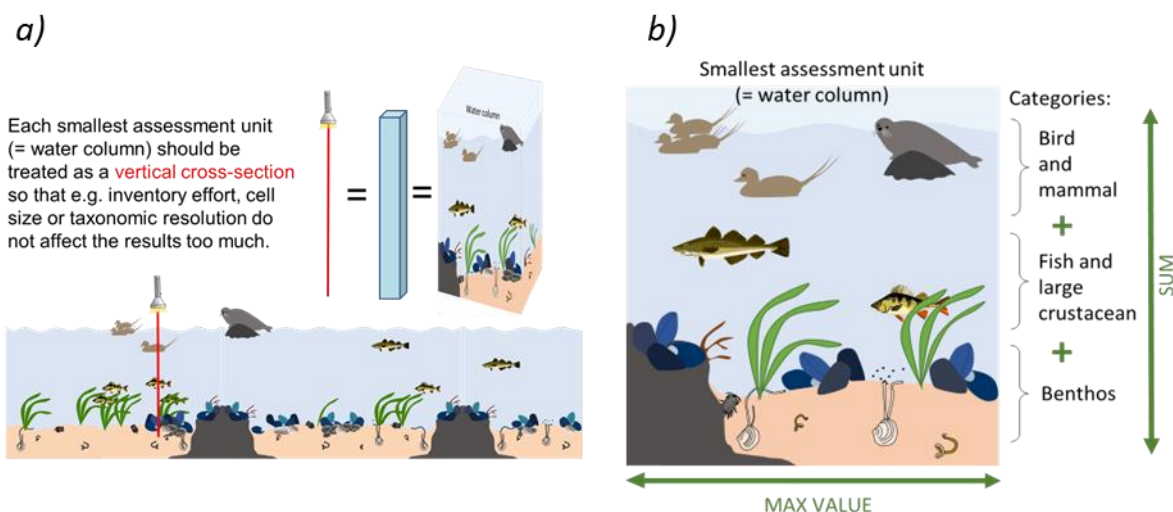 a)
Each smallest assessment unit
(= water column) should be
treated as a vertical cross-section
so that e.g. inventory effort, cell
size or taxonomic resolution do
not affect the results too much.
=
=
Water column
b)
Smallest assessment unit
(= water column)
Categories:
Bird
and
mammal
+
Fish and
large
crustacean
+
Benthos
SUM
MAX VALUE